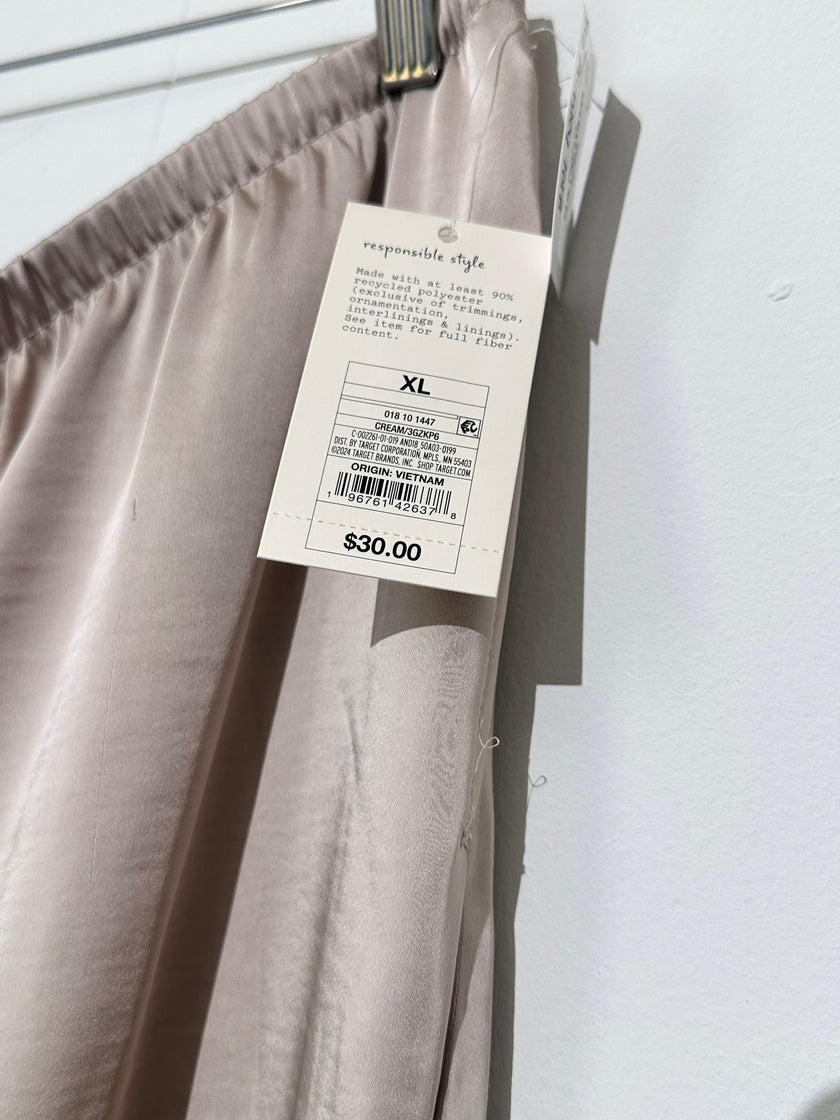 responsible style
Made with at least 90%
recycled polyester
(exclusive of trimmings,
ornamentation,
interlinings & linings).
See item for full fiber
content.
XL
018 10 1447
CREAM/3GZKP6
C-002261-01-019 AND18 50A03-0199
DIST. BY TARGET CORPORATION, MPLS., MN 55403
©2024 TARGET BRANDS, INC. SHOP TARGET.COM
ORIGIN: VIETNAM
1 96761 42637 8
$30.00